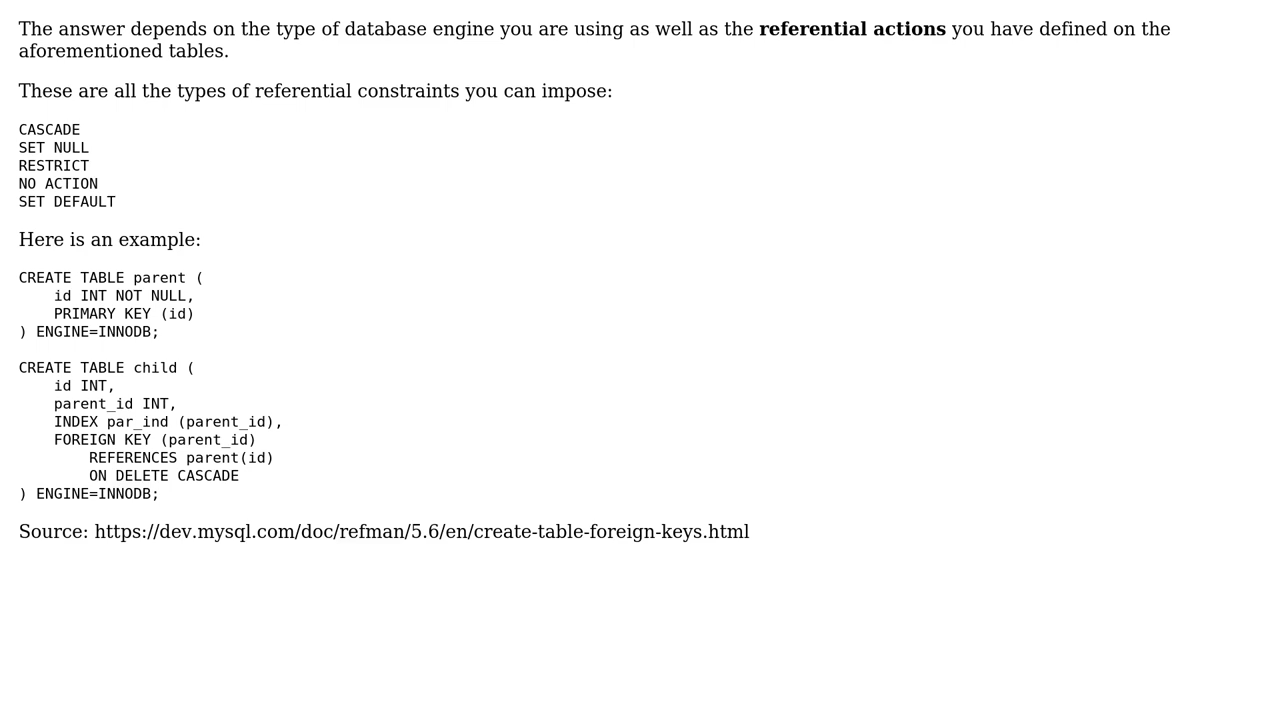 The answer depends on the type of database engine you are using as well as the referential actions you have defined on the
aforementioned tables.
These are all the types of referential constraints you can impose:
CASCADE
SET NULL
RESTRICT
NO ACTION
SET DEFAULT
Here is an example:
CREATE TABLE parent (
    id INT NOT NULL,
    PRIMARY KEY (id)
) ENGINE=INNODB;
CREATE TABLE child (
    id INT,
    parent_id INT,
    INDEX par_ind (parent_id),
    FOREIGN KEY (parent_id)
        REFERENCES parent(id)
        ON DELETE CASCADE
) ENGINE=INNODB;
Source: https://dev.mysql.com/doc/refman/5.6/en/create-table-foreign-keys.html